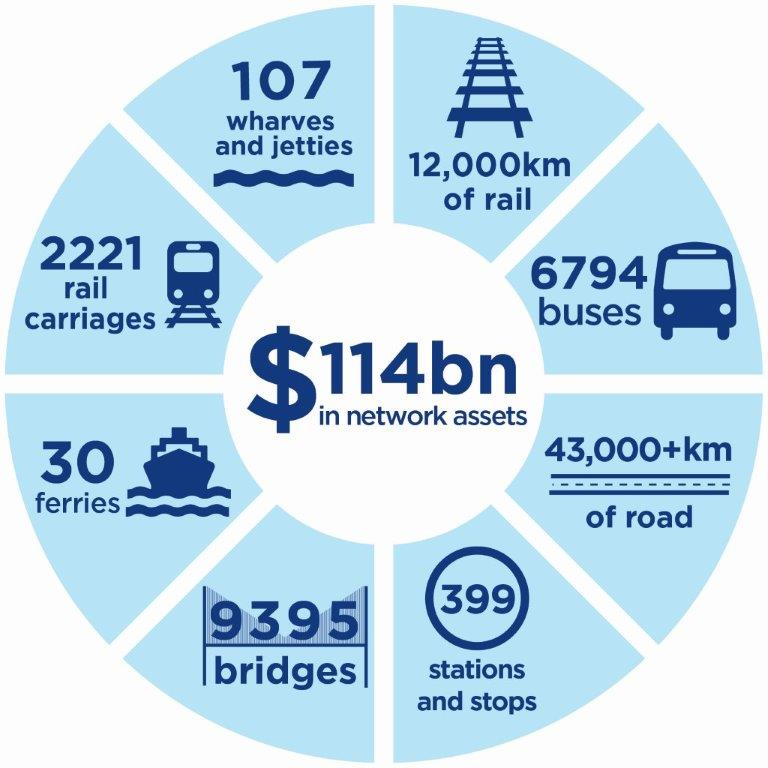 107
wharves
and jetties
12,000km
of rail
2221
rail
carriages
6794
buses
$114bn
in network assets
30
ferries
43,000+km
of road
9395
bridges
399
stations
and stops